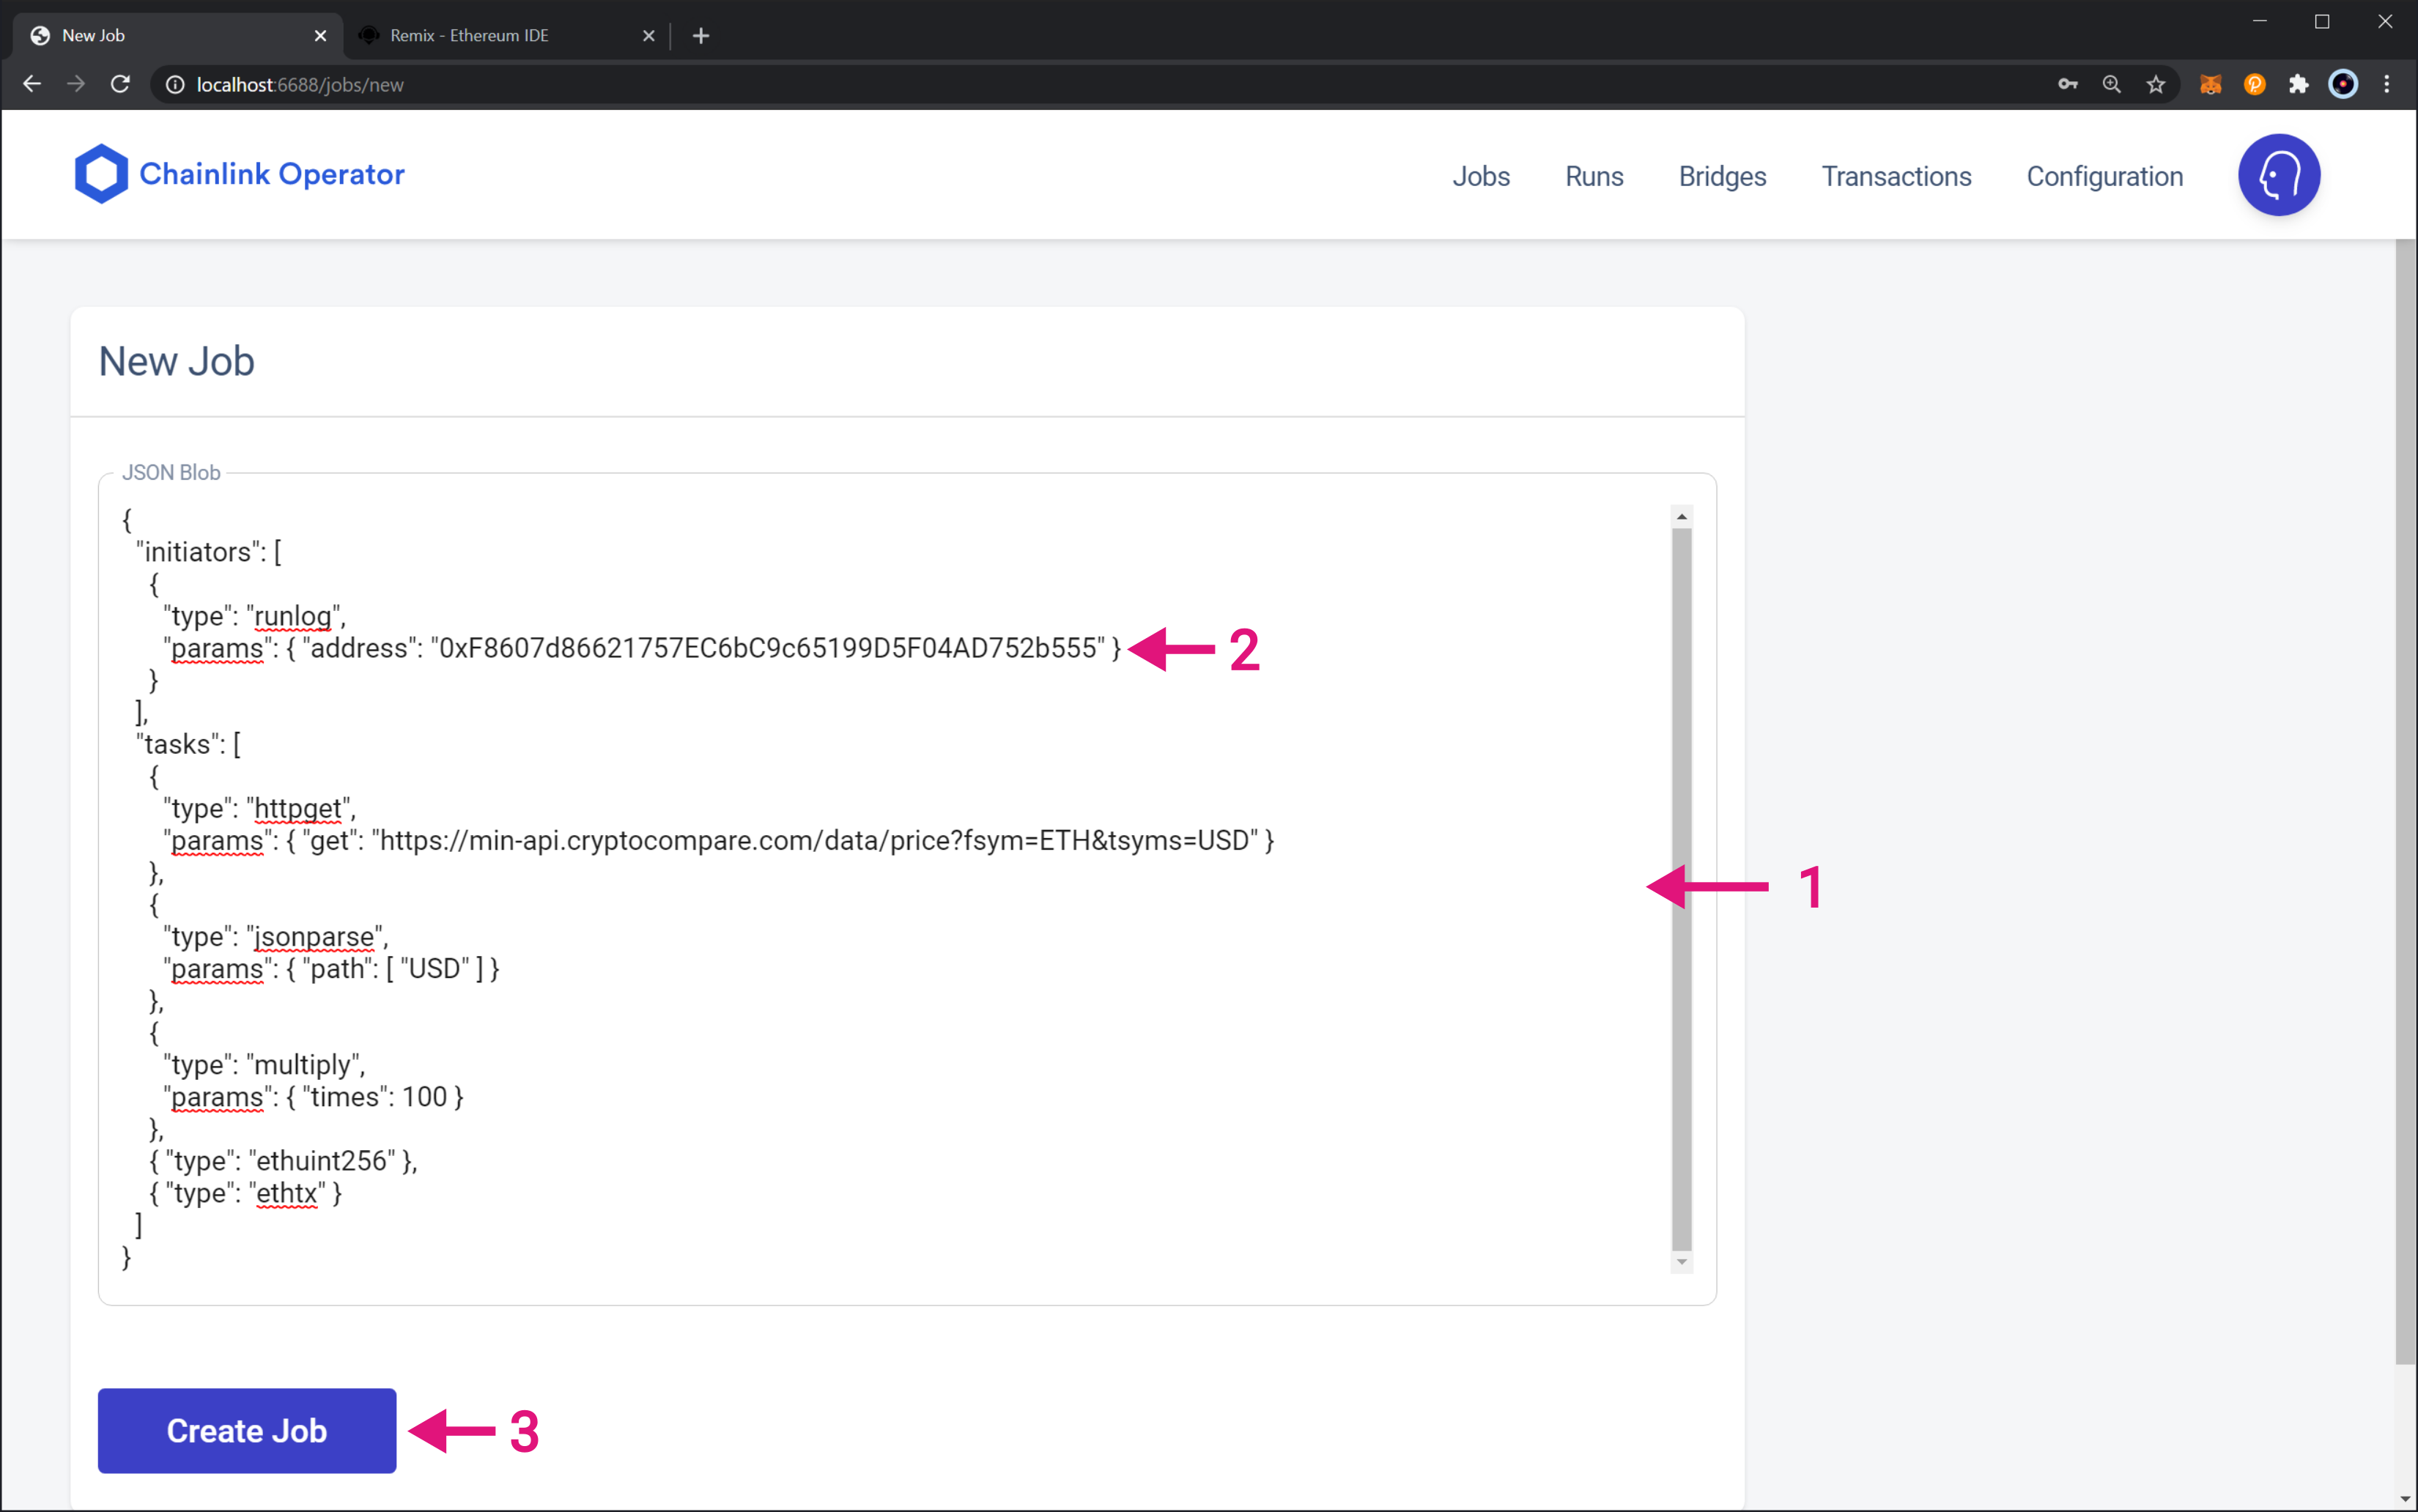 New Job
Remix - Ethereum IDE
localhost:6688/jobs/new
Chainlink Operator
Jobs
Runs
Bridges
Transactions
Configuration
New Job
JSON Blob
{
"initiators": [
{
"type": "runlog",
"params": { "address": "0xF8607d86621757EC6bC9c65199D5F04AD752b555" }
2
}
],
"tasks": [
{
"type": "httpget",
"params": { "get": "https://min-api.cryptocompare.com/data/price?fsym=ETH&tsyms=USD" }
},
1
{
"type": "jsonparse",
"params": { "path": [ "USD" ] }
},
{
"type": "multiply",
"params": { "times": 100 }
},
{ "type": "ethuint256" },
{ "type": "ethtx" }
]
}
Create Job
3